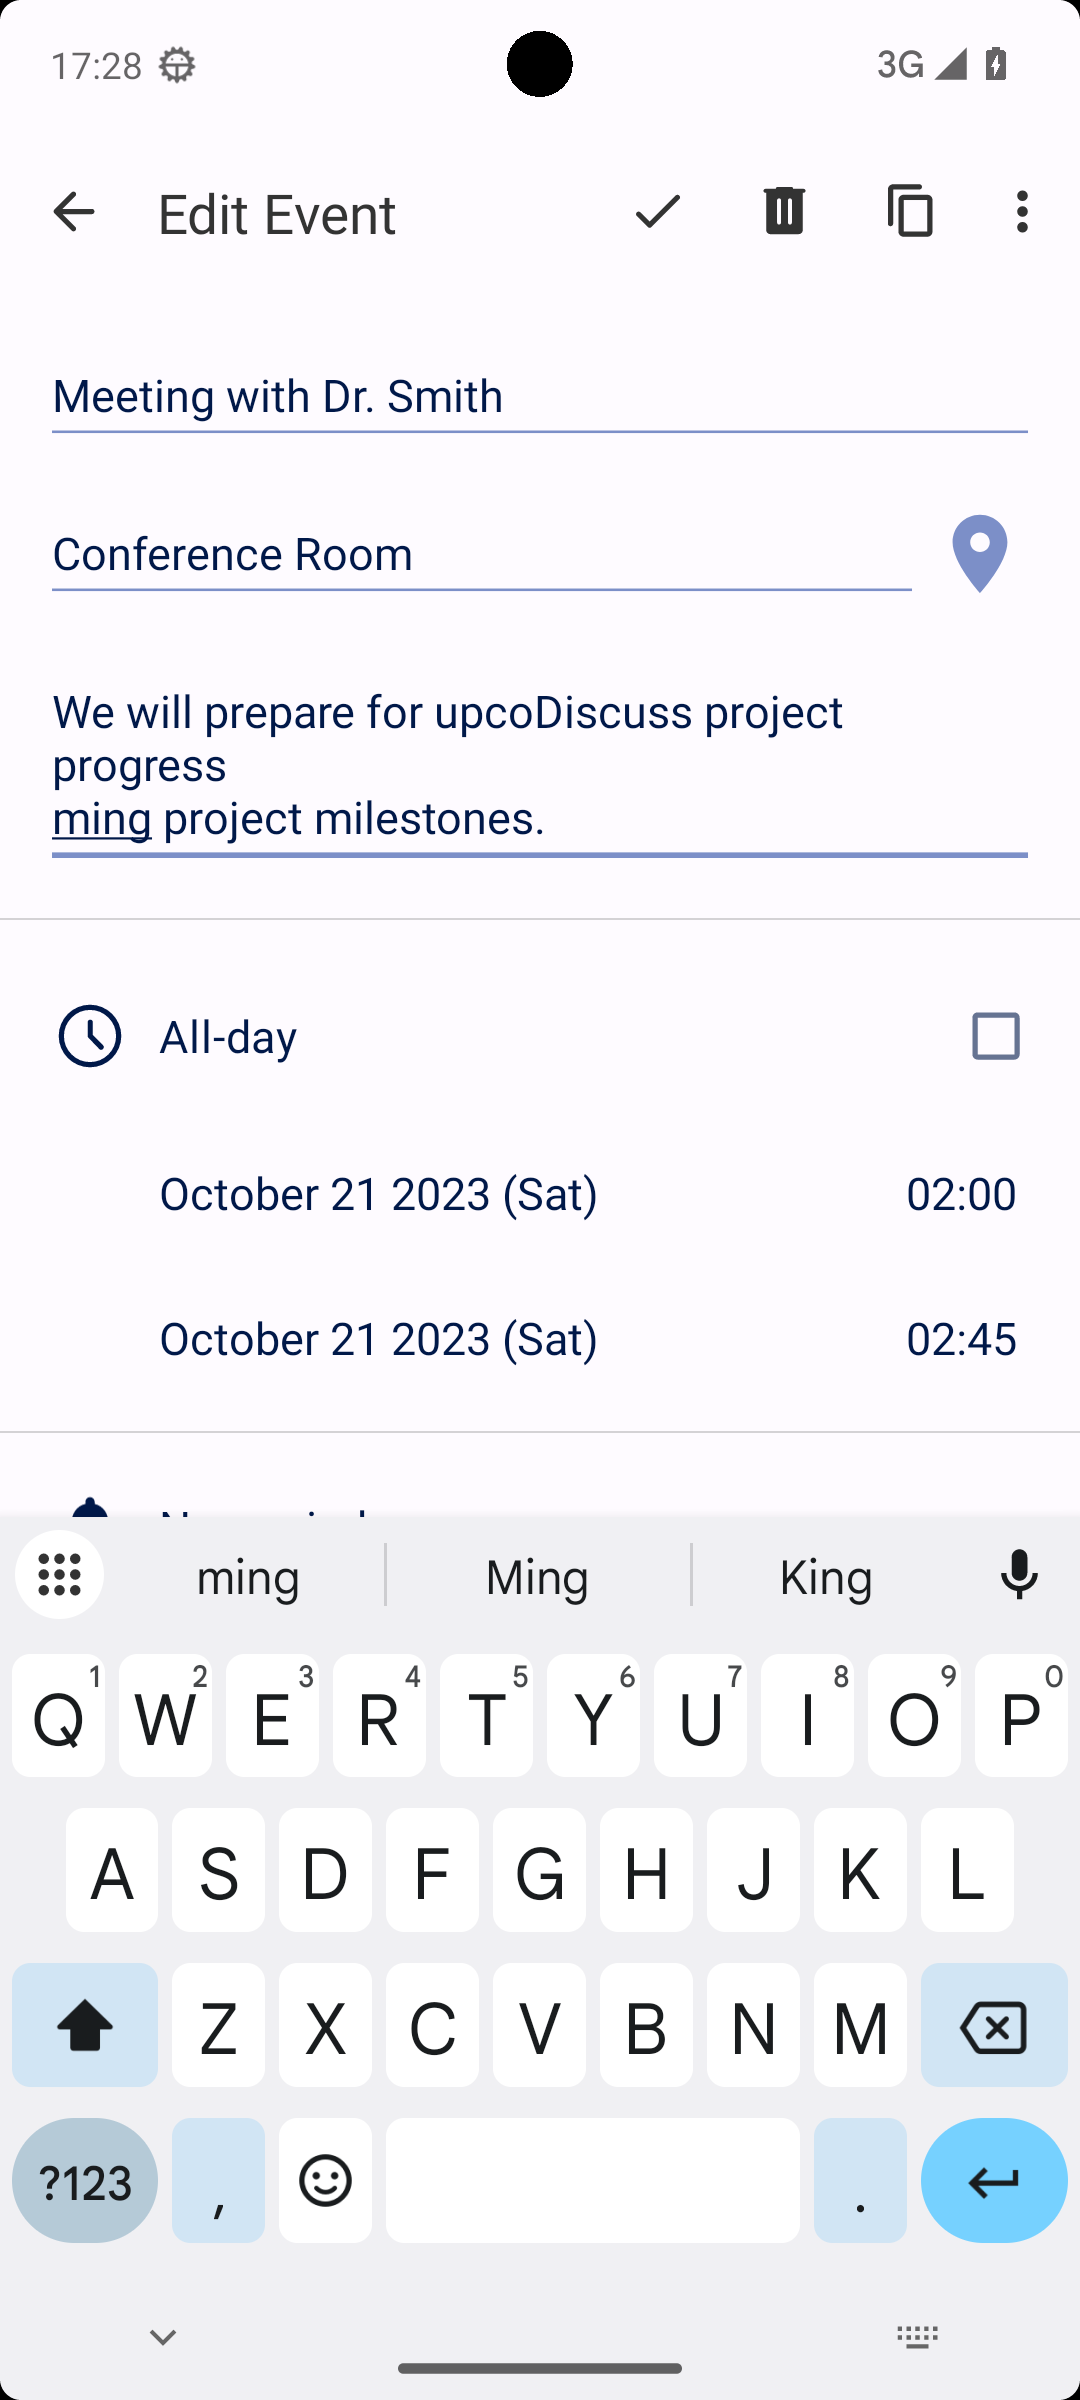 17:28
3G
Edit Event
Meeting with Dr. Smith
Conference Room
We will prepare for upcoDiscuss project
progress
ming project milestones.
All-day
October 21 2023 (Sat) 02:00
October 21 2023 (Sat) 02:45
ming Ming King
Q1 W2 E3 R4 T5 Y6 U7 I8 O9 P0
A S D F G H J K L
Z X C V B N M
?123 , .